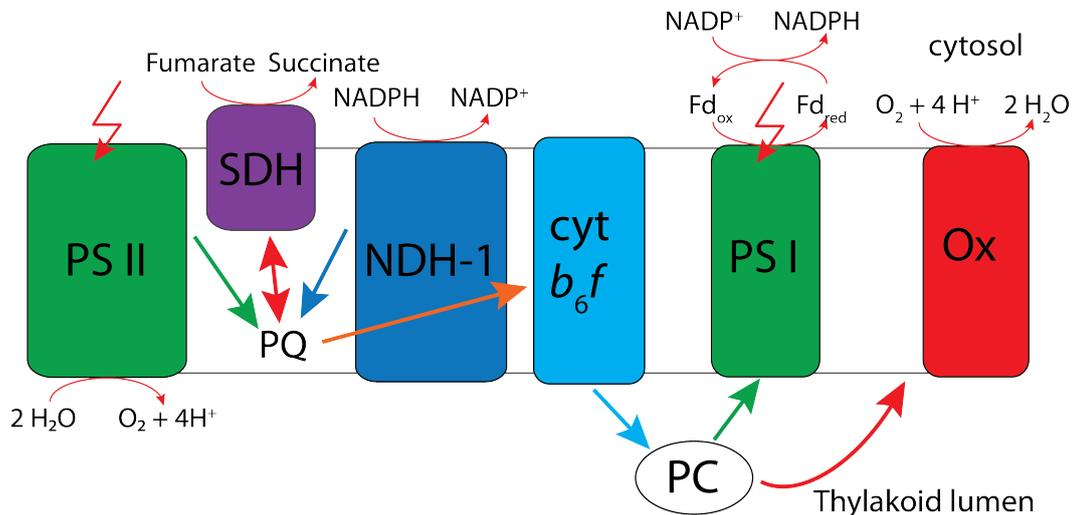 NADP⁺ NADPH
cytosol
Fumarate Succinate
NADPH NADP⁺
Fd_ox Fd_red
O₂ + 4 H⁺ 2 H₂O
PS II
SDH
NDH-1
cyt
b₆f
PS I
Ox
PQ
2 H₂O O₂ + 4H⁺
PC
Thylakoid lumen